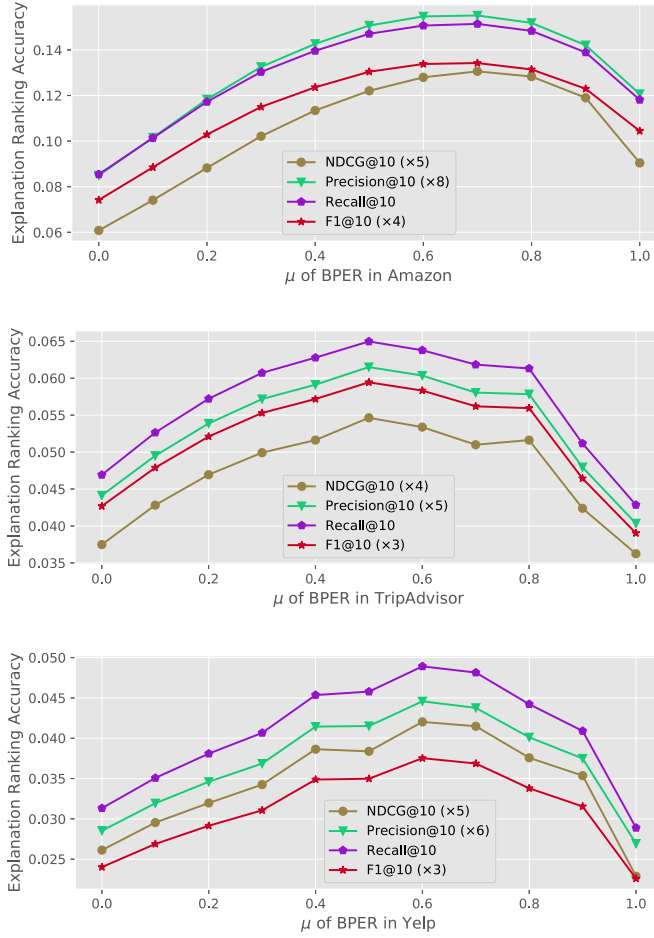 Explanation Ranking Accuracy
0.14
0.12
0.10
0.08
0.06
NDCG@10 (×5)
Precision@10 (×8)
Recall@10
F1@10 (×4)
0.0 0.2 0.4 0.6 0.8 1.0
μ of BPER in Amazon
Explanation Ranking Accuracy
0.065
0.060
0.055
0.050
0.045
0.040
0.035
NDCG@10 (×4)
Precision@10 (×5)
Recall@10
F1@10 (×3)
0.0 0.2 0.4 0.6 0.8 1.0
μ of BPER in TripAdvisor
Explanation Ranking Accuracy
0.050
0.045
0.040
0.035
0.030
0.025
NDCG@10 (×5)
Precision@10 (×6)
Recall@10
F1@10 (×3)
0.0 0.2 0.4 0.6 0.8 1.0
μ of BPER in Yelp